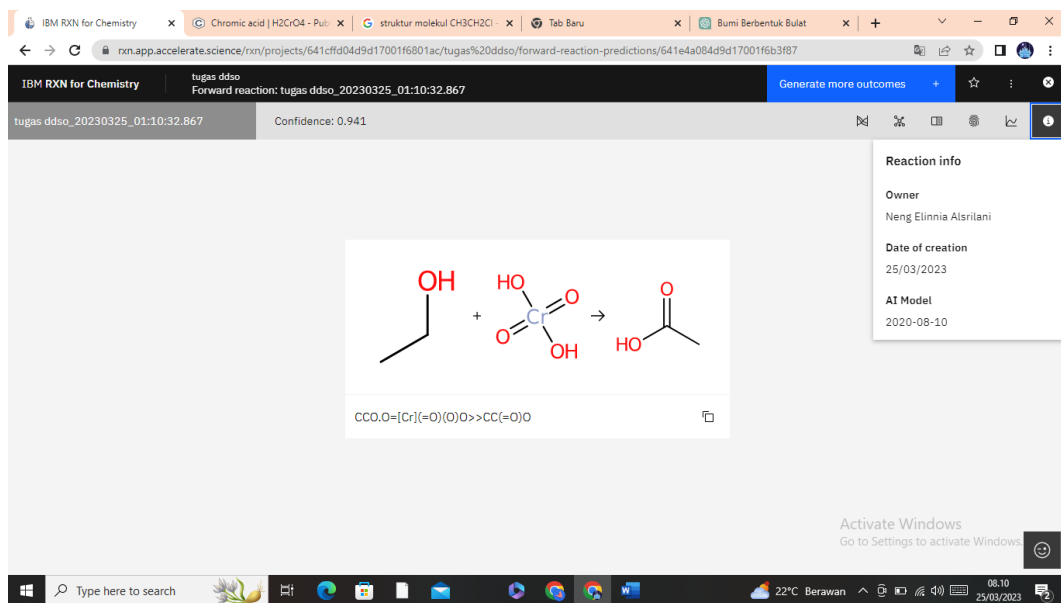 IBM RXN for Chemistry
Chromic acid | H2CrO4 - Pub
struktur molekul CH3CH2Cl -
Tab Baru
Bumi Berbentuk Bulat
rxn.app.accelerate.science/rxn/projects/641cffd04d9d17001f6801ac/tugas%20ddso/forward-reaction-predictions/641e4a084d9d17001f6b3f87
IBM RXN for Chemistry
tugas ddso
Forward reaction: tugas ddso_20230325_01:10:32.867
Generate more outcomes +
tugas ddso_20230325_01:10:32.867
Confidence: 0.941
Reaction info
Owner
Neng Elinnia Alsrilani
Date of creation
25/03/2023
AI Model
2020-08-10
OH
+
HO
O
Cr
O
OH
→
O
HO
CCO.O=[Cr](=O)(O)O>>CC(=O)O
Activate Windows
Go to Settings to activate Windows.
Type here to search
22°C Berawan
08.10
25/03/2023
2